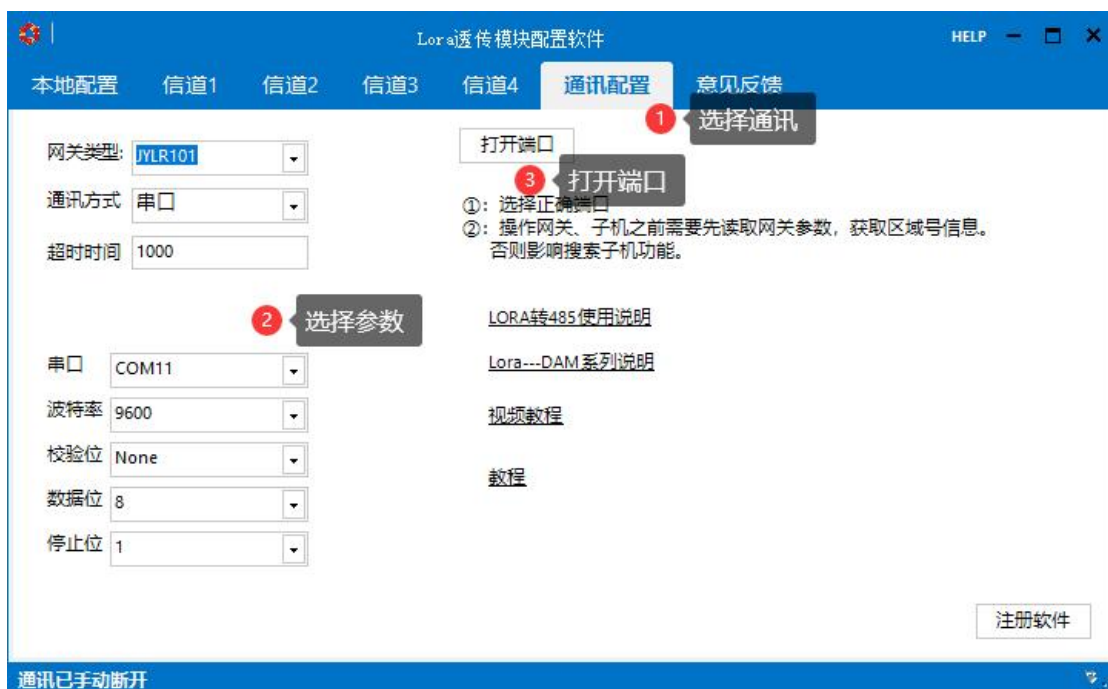 Lora透传模块配置软件
HELP
本地配置 信道1 信道2 信道3 信道4 通讯配置 意见反馈
1 选择通讯
网关类型: JYLR101
打开端口
3 打开端口
通讯方式 串口
①：选择正确端口
②：操作网关、子机之前需要先读取网关参数，获取区域号信息。
否则影响搜索子机功能。
超时时间 1000
2 选择参数
LORA转485使用说明
串口 COM11
Lora---DAM系列说明
波特率 9600
视频教程
校验位 None
教程
数据位 8
停止位 1
注册软件
通讯已手动断开